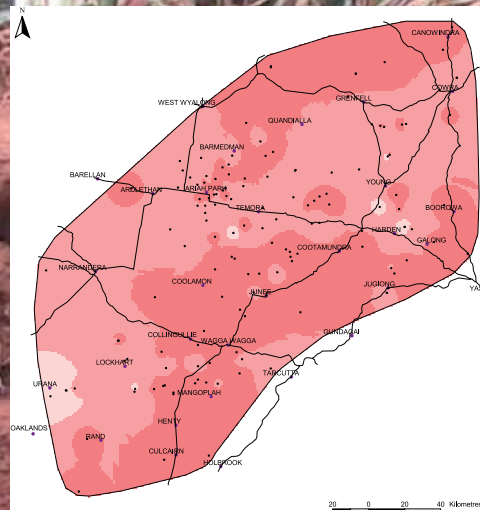 N
CANOWINDRA
COWRA
GRENFELL
WEST WYALONG
QUANDIALLA
BARMEDMAN
BARELLAN
ARDLETHAN
ARIAH PARK
YOUNG
TEMORA
BOOROWA
HARDEN
GALONG
COOTAMUNDRA
NARRANDERA
COOLAMON
JUNEE
JUGIONG
YAS
GUNDAGAI
COLLINGULLIE
WAGGA WAGGA
LOCKHART
TARCUTTA
URANA
MANGOPLAH
HENTY
OAKLANDS
RAND
CULCAIRN
HOLBROOK
20 0 20 40 Kilometres